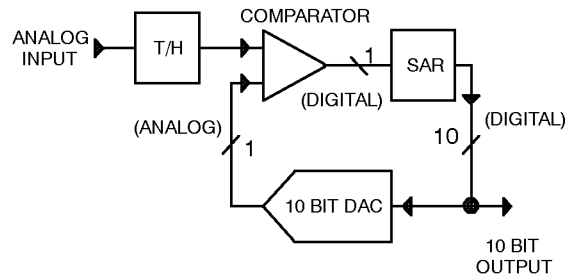 COMPARATOR
ANALOG
INPUT
T/H
1
SAR
(DIGITAL)
(ANALOG)
1
10
(DIGITAL)
10 BIT DAC
10 BIT
OUTPUT